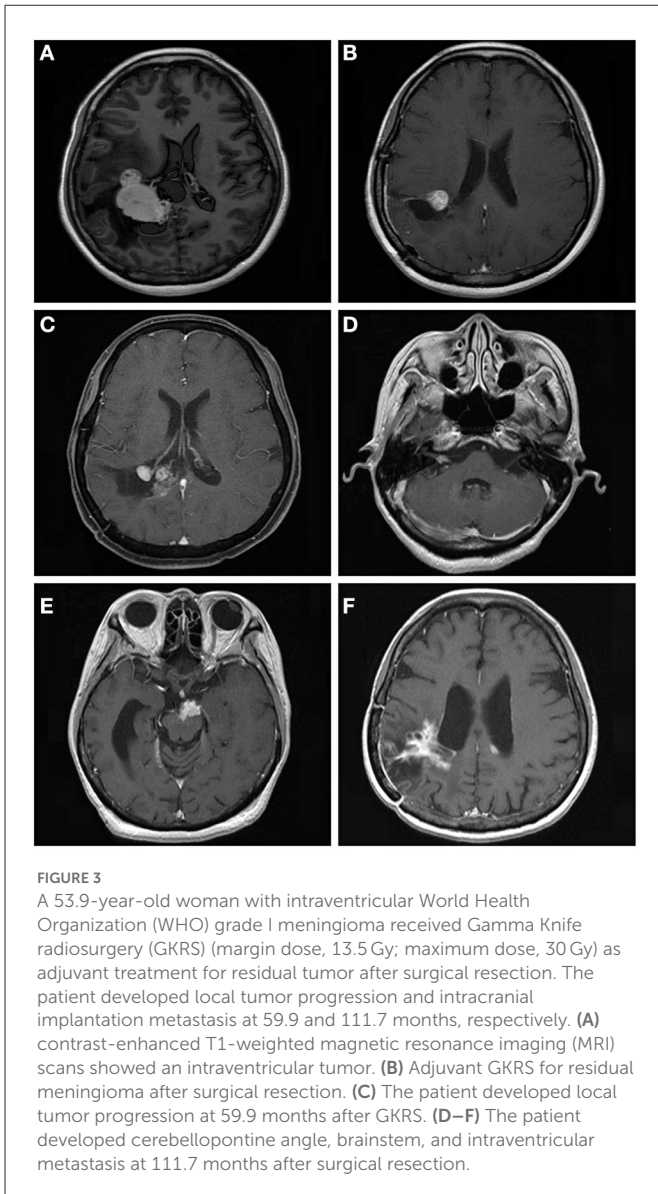 A
B
C
D
E
F
FIGURE 3
A 53.9-year-old woman with intraventricular World Health
Organization (WHO) grade I meningioma received Gamma Knife
radiosurgery (GKRS) (margin dose, 13.5 Gy; maximum dose, 30 Gy) as
adjuvant treatment for residual tumor after surgical resection. The
patient developed local tumor progression and intracranial
implantation metastasis at 59.9 and 111.7 months, respectively. (A)
contrast-enhanced T1-weighted magnetic resonance imaging (MRI)
scans showed an intraventricular tumor. (B) Adjuvant GKRS for residual
meningioma after surgical resection. (C) The patient developed local
tumor progression at 59.9 months after GKRS. (D–F) The patient
developed cerebellopontine angle, brainstem, and intraventricular
metastasis at 111.7 months after surgical resection.